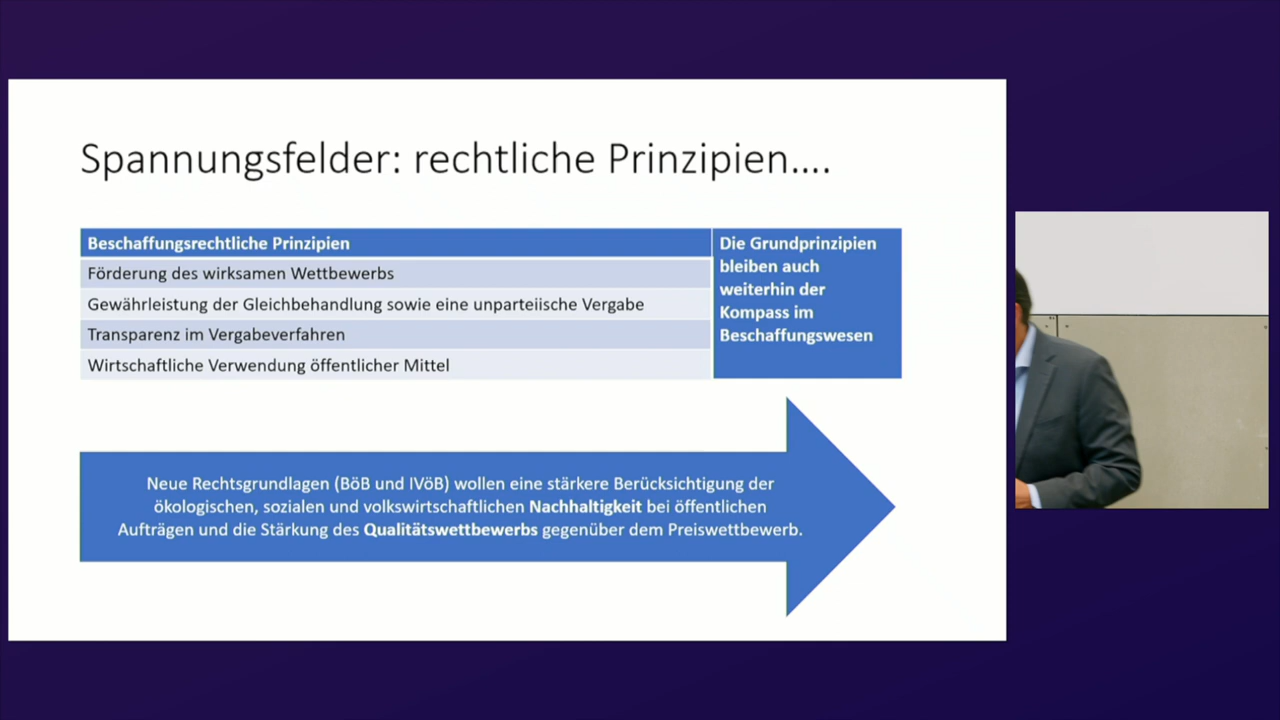 Spannungsfelder: rechtliche Prinzipien....
Beschaffungsrechtliche Prinzipien
Förderung des wirksamen Wettbewerbs
Gewährleistung der Gleichbehandlung sowie eine unparteiische Vergabe
Transparenz im Vergabeverfahren
Wirtschaftliche Verwendung öffentlicher Mittel
Die Grundprinzipien
bleiben auch
weiterhin der
Kompass im
Beschaffungswesen
Neue Rechtsgrundlagen (BöB und IVöB) wollen eine stärkere Berücksichtigung der
ökologischen, sozialen und volkswirtschaftlichen Nachhaltigkeit bei öffentlichen
Aufträgen und die Stärkung des Qualitätswettbewerbs gegenüber dem Preiswettbewerb.